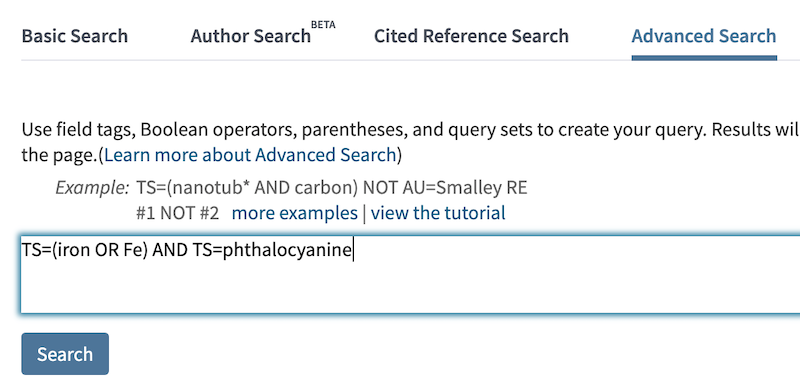 Basic Search Author Search BETA Cited Reference Search Advanced Search
Use field tags, Boolean operators, parentheses, and query sets to create your query. Results wil
the page.(Learn more about Advanced Search)
Example: TS=(nanotub* AND carbon) NOT AU=Smalley RE
#1 NOT #2 more examples | view the tutorial
TS=(iron OR Fe) AND TS=phthalocyanine
Search